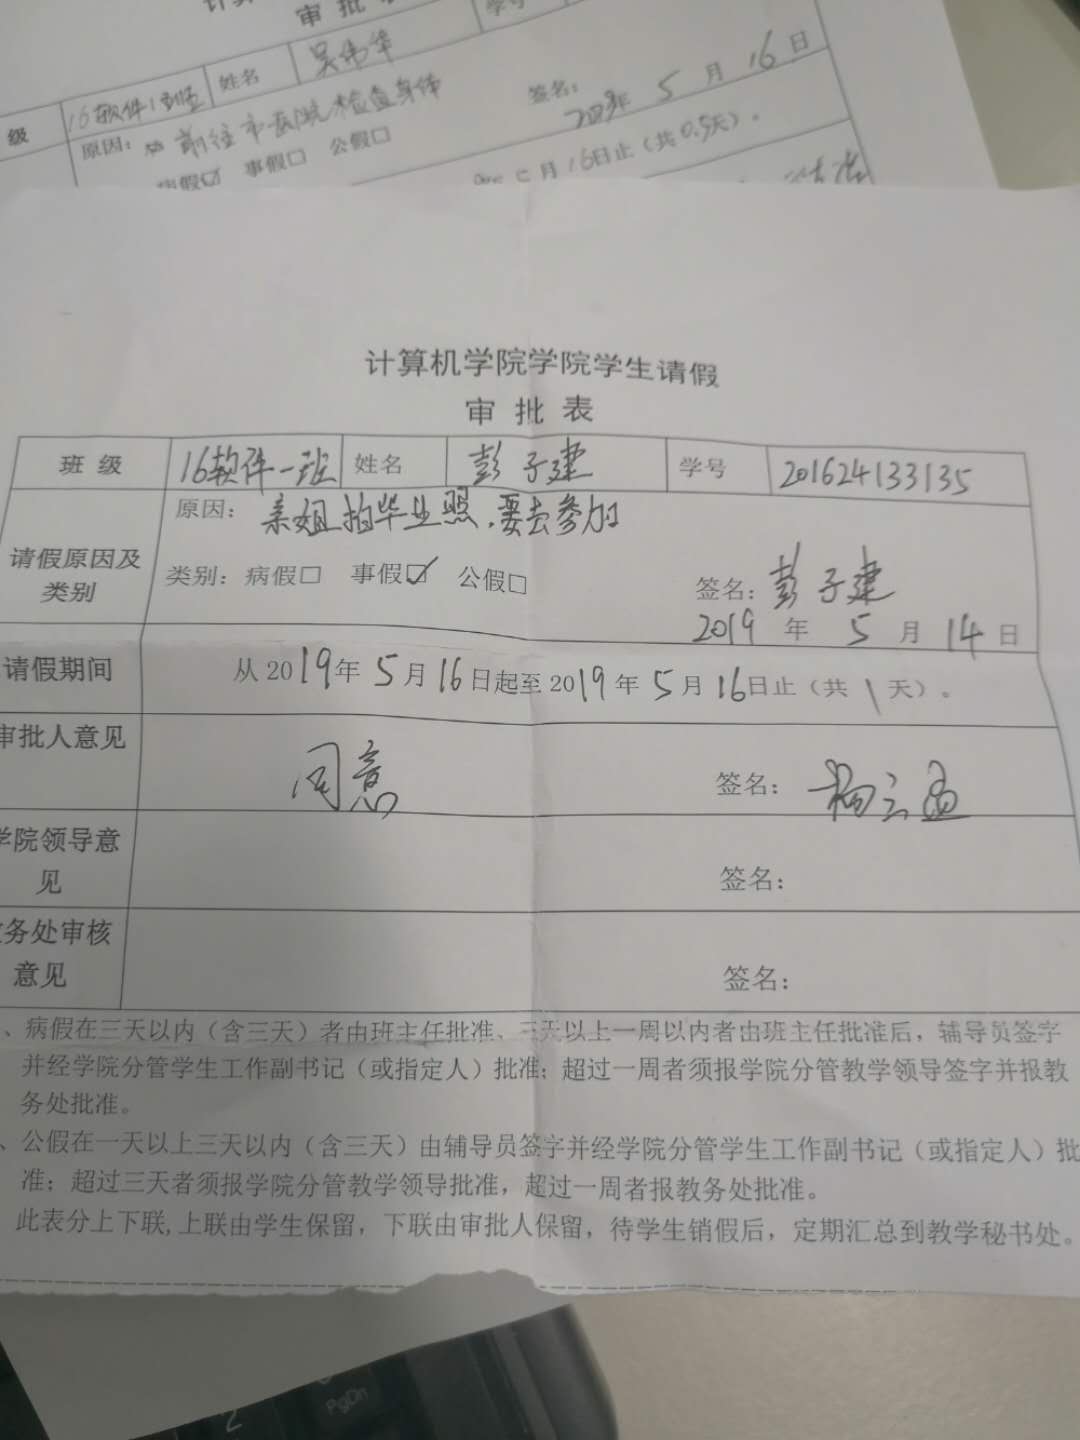 审批
级 16软件1班 姓名 吴伟华 学号
原因：前往市医院检查身体
病假☑ 事假□ 公假□ 签名：
5月16日
月16日止（共0.5天）。
计算机学院学院学生请假
审 批 表
班 级 16软件一班 姓名 彭子建 学号 201624133135
原因：亲姐拍毕业照，要去参加
请假原因及
类别
类别：病假□ 事假☑ 公假□ 签名：彭子建
2019 年 5 月 14 日
请假期间 从2019年5月16日起至2019年5月16日止（共1天）。
审批人意见 同意 签名：
学院领导意
见 签名：
务处审核
意见 签名：
、病假在三天以内（含三天）者由班主任批准、三天以上一周以内者由班主任批准后，辅导员签字
并经学院分管学生工作副书记（或指定人）批准；超过一周者须报学院分管教学领导签字并报教
务处批准。
、公假在一天以上三天以内（含三天）由辅导员签字并经学院分管学生工作副书记（或指定人）批
准；超过三天者须报学院分管教学领导批准，超过一周者报教务处批准。
此表分上下联,上联由学生保留，下联由审批人保留，待学生销假后，定期汇总到教学秘书处。
2 PgDn